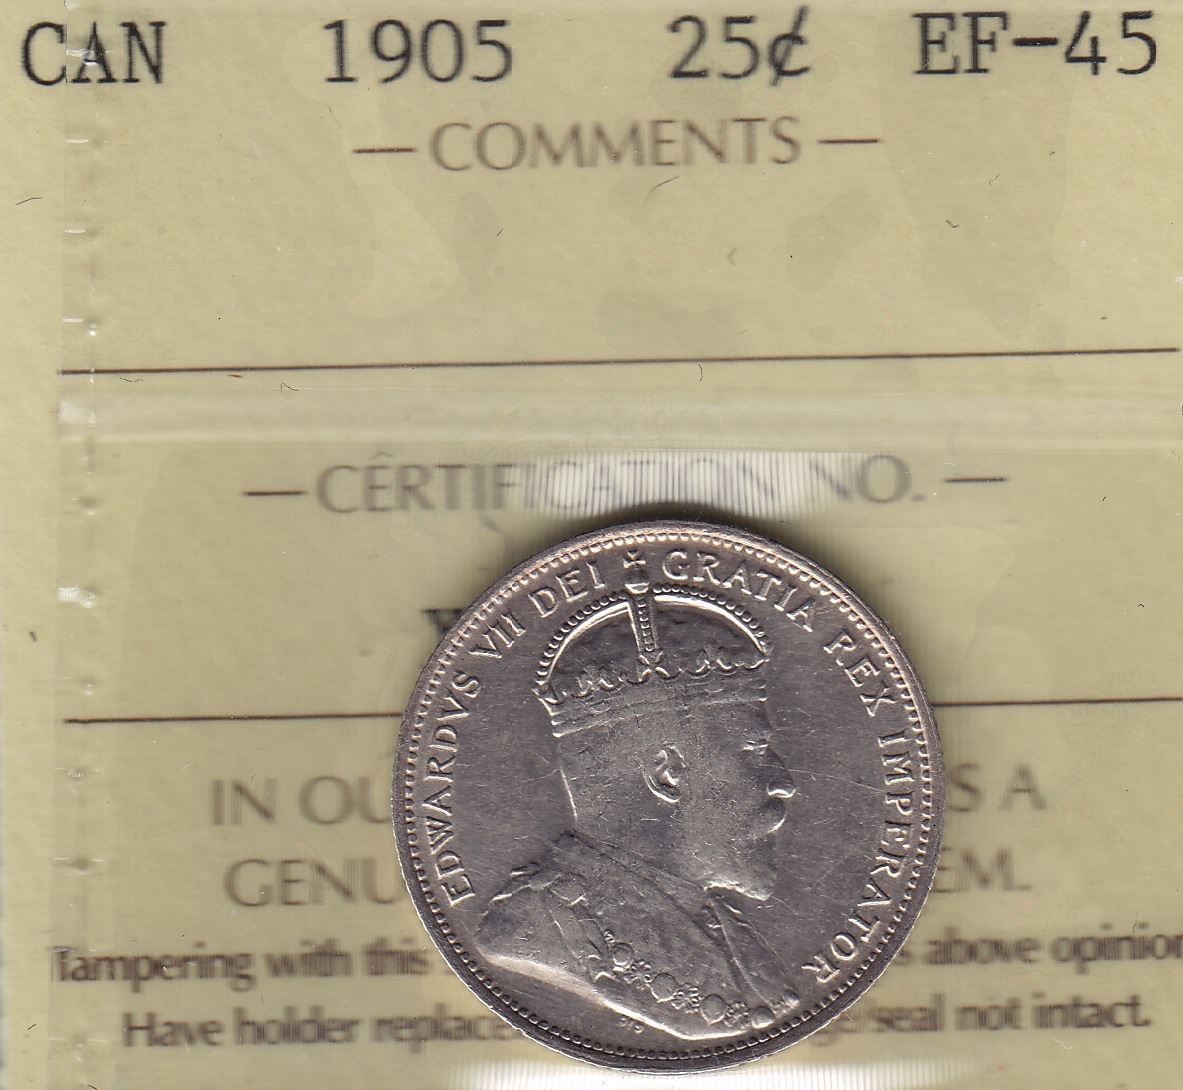 CAN 1905 25¢ EF-45
— COMMENTS —
— CERTIFICATION NO. —
IN OU S A
GENU EM.
Tampering with this s above opinion
Have holder replace seal not intact.
EDWARDVS VII DEI GRATIA REX IMPERATOR